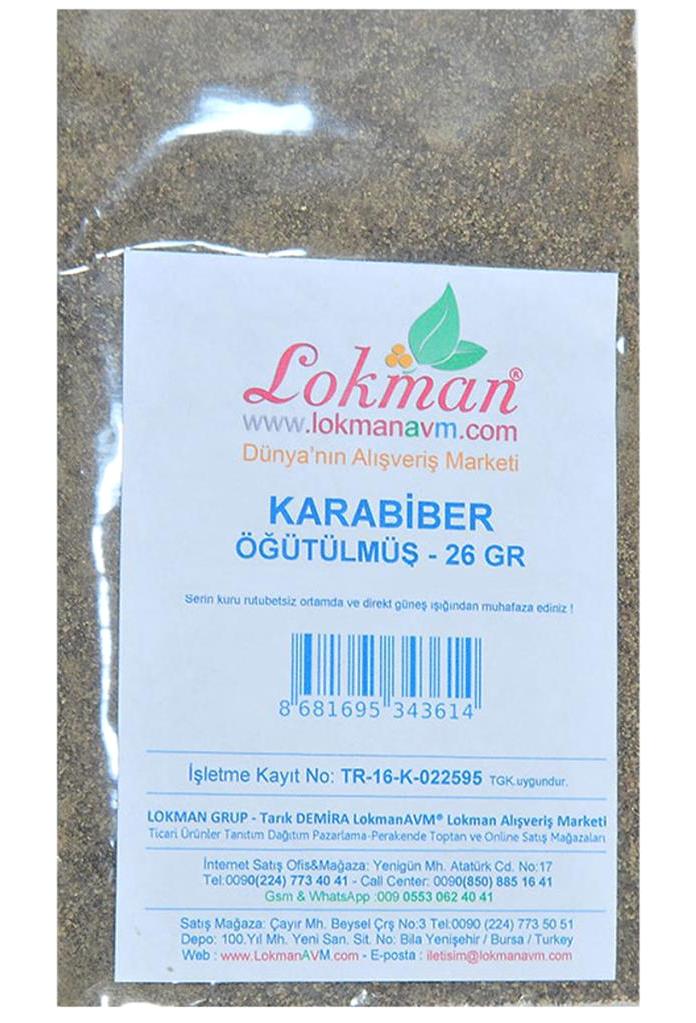 Lokman®
www.lokmanavm.com
Dünya'nın Alışveriş Marketi
KARABİBER
ÖĞÜTÜLMÜŞ - 26 GR
Serin kuru rutubetsiz ortamda ve direkt güneş ışığından muhafaza ediniz !
8 681695 343614
İşletme Kayıt No: TR-16-K-022595 TGK.uygundur.
LOKMAN GRUP - Tarık DEMİRA LokmanAVM® Lokman Alışveriş Marketi
Ticari Ürünler Tanıtım Dağıtım Pazarlama-Perakende Toptan ve Online Satış Mağazaları
İnternet Satış Ofis&Mağaza: Yenigün Mh. Atatürk Cd. No:17
Tel:0090(224) 773 40 41 - Call Center: 0090(850) 885 16 41
Gsm & WhatsApp :009 0553 062 40 41
Satış Mağaza: Çayır Mh. Beysel Çrş No:3 Tel:0090 (224) 773 50 51
Depo: 100.Yıl Mh. Yeni San. Sit. No: Bila Yenişehir / Bursa / Turkey
Web : www.LokmanAVM.com - E-posta : iletisim@lokmanavm.com